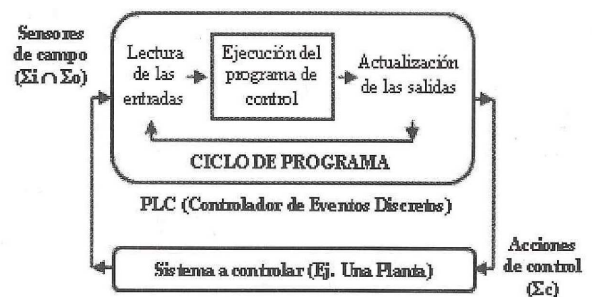 Sensores
de campo
(Σi ∩ Σo)
Lectura
de las
entradas
Ejecución del
programa de
control
Actualización
de las salidas
CICLO DE PROGRAMA
PLC (Controlador de Eventos Discretos)
Sistema a controlar (Ej. Una Planta)
Acciones
de control
(Σc)